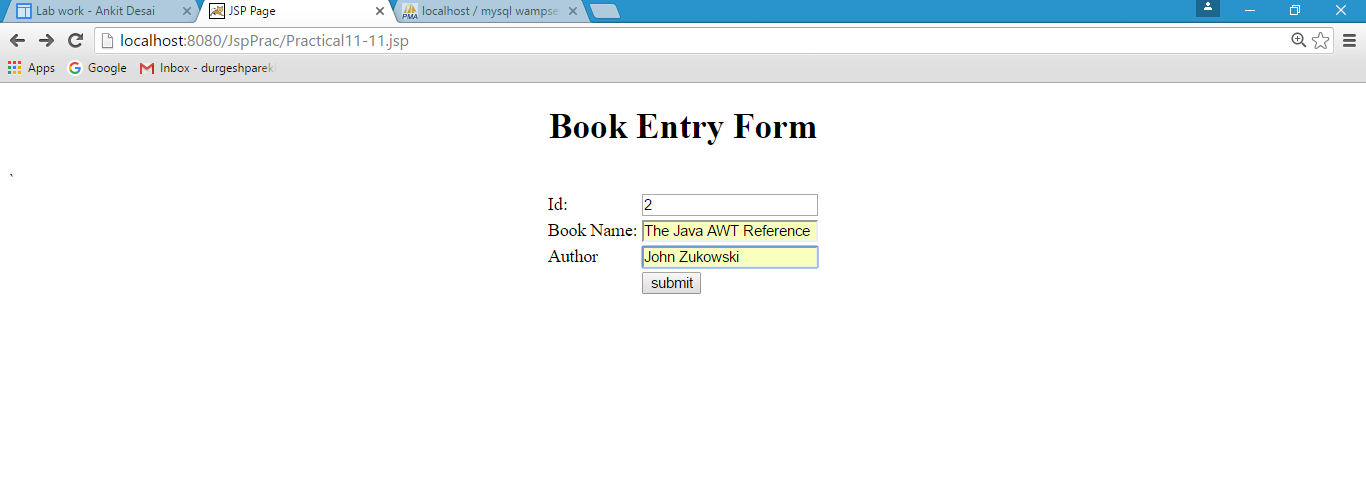 Lab work - Ankit Desai
JSP Page
localhost / mysql wampse
localhost:8080/JspPrac/Practical11-11.jsp
Apps
Google
Inbox - durgeshparek
Book Entry Form
`
Id: 2
Book Name: The Java AWT Reference
Author John Zukowski
submit